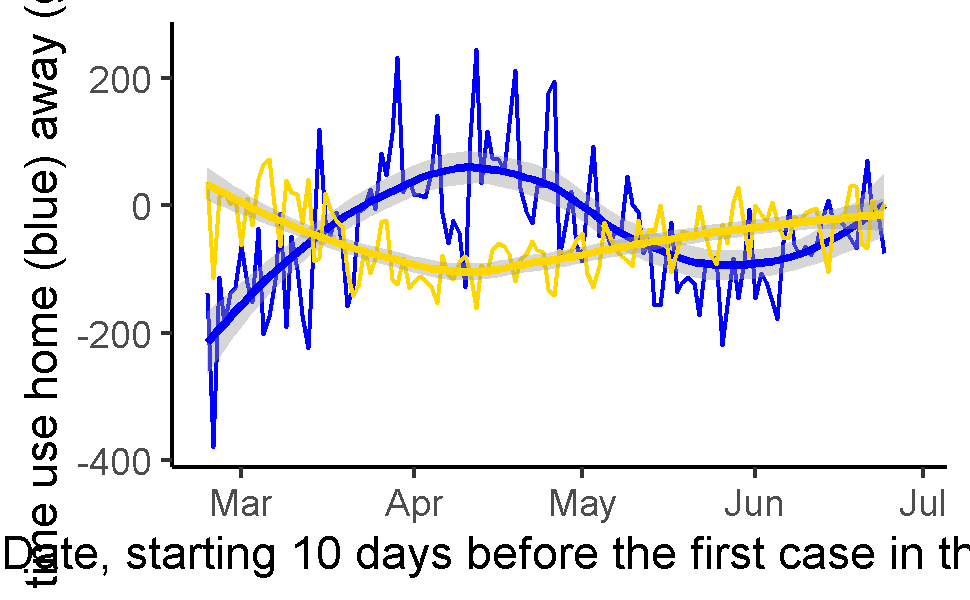 time use home (blue) away (
200
0
-200
-400
Mar Apr May Jun Jul
Date, starting 10 days before the first case in th